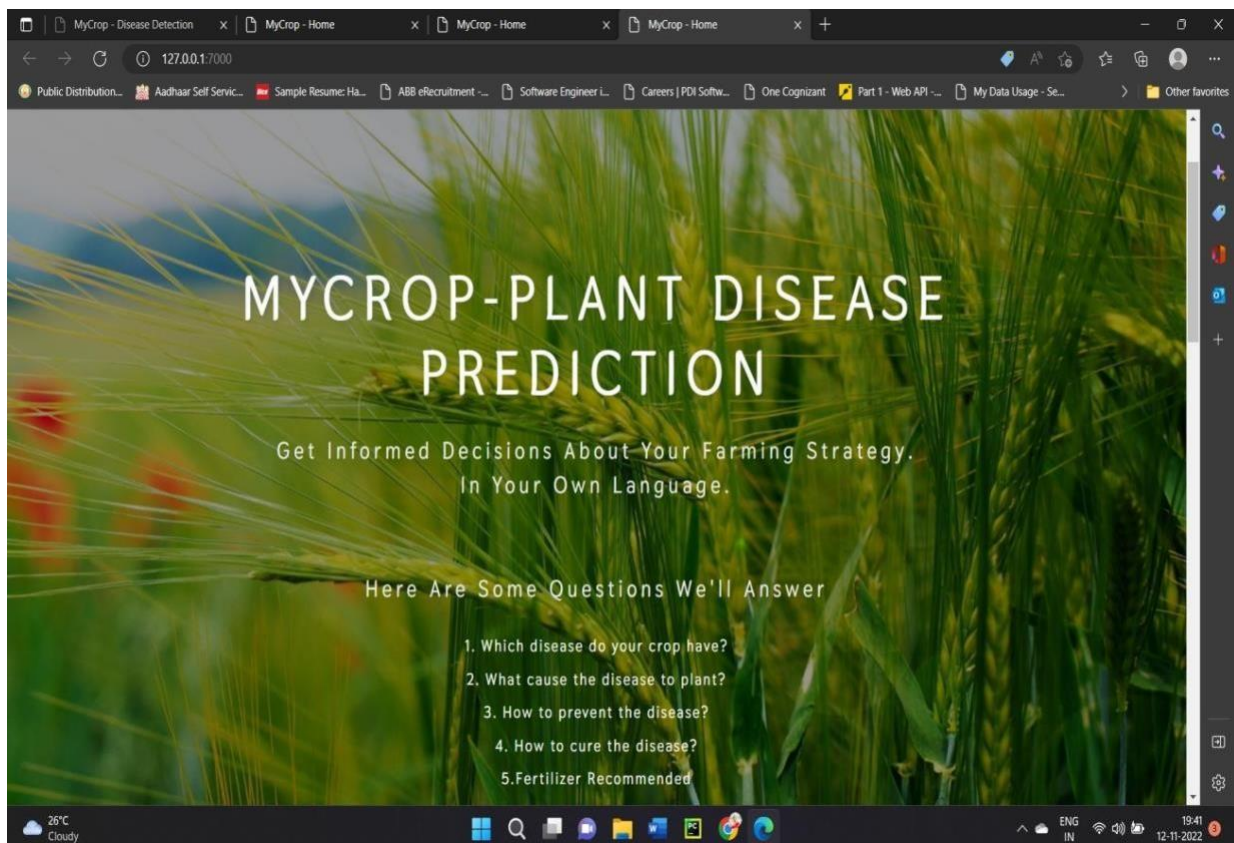 MyCrop - Disease Detection
MyCrop - Home
MyCrop - Home
MyCrop - Home
127.0.0.1:7000
Public Distribution...
Aadhaar Self Servic...
Sample Resume: Ha...
ABB eRecruitment -...
Software Engineer i...
Careers | PDI Softw...
One Cognizant
Part 1 - Web API -...
My Data Usage - Se...
Other favorites
MYCROP-PLANT DISEASE
PREDICTION
Get Informed Decisions About Your Farming Strategy.
In Your Own Language.
Here Are Some Questions We'll Answer
1. Which disease do your crop have?
2. What cause the disease to plant?
3. How to prevent the disease?
4. How to cure the disease?
5.Fertilizer Recommended
26°C
Cloudy
ENG
IN
19:41
12-11-2022
3